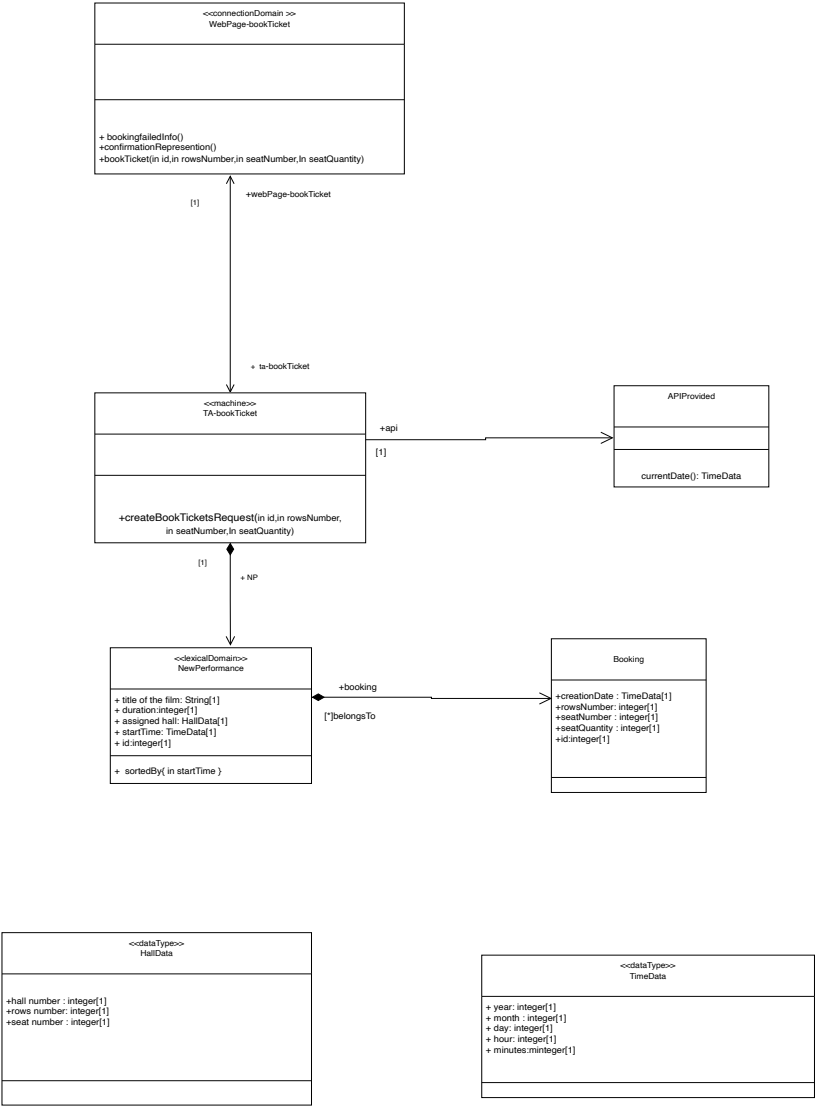 <<connectionDomain >>
WebPage-bookTicket
+ bookingfailedInfo()
+confirmationRepresention()
+bookTicket(in id,in rowsNumber,in seatNumber,In seatQuantity)
+webPage-bookTicket
[1]
+ ta-bookTicket
<<machine>>
TA-bookTicket
+createBookTicketsRequest(in id,in rowsNumber,
in seatNumber,In seatQuantity)
+api
[1]
APIProvided
currentDate(): TimeData
[1]
+ NP
<<lexicalDomain>>
NewPerformance
+ title of the film: String[1]
+ duration:integer[1]
+ assigned hall: HallData[1]
+ startTime: TimeData[1]
+ id:integer[1]
+ sortedBy{ in startTime }
+booking
[*]belongsTo
Booking
+creationDate : TimeData[1]
+rowsNumber: integer[1]
+seatNumber : integer[1]
+seatQuantity : integer[1]
+id:integer[1]
<<dataType>>
HallData
+hall number : integer[1]
+rows number: integer[1]
+seat number : integer[1]
<<dataType>>
TimeData
+ year: integer[1]
+ month : integer[1]
+ day: integer[1]
+ hour: integer[1]
+ minutes:minteger[1]